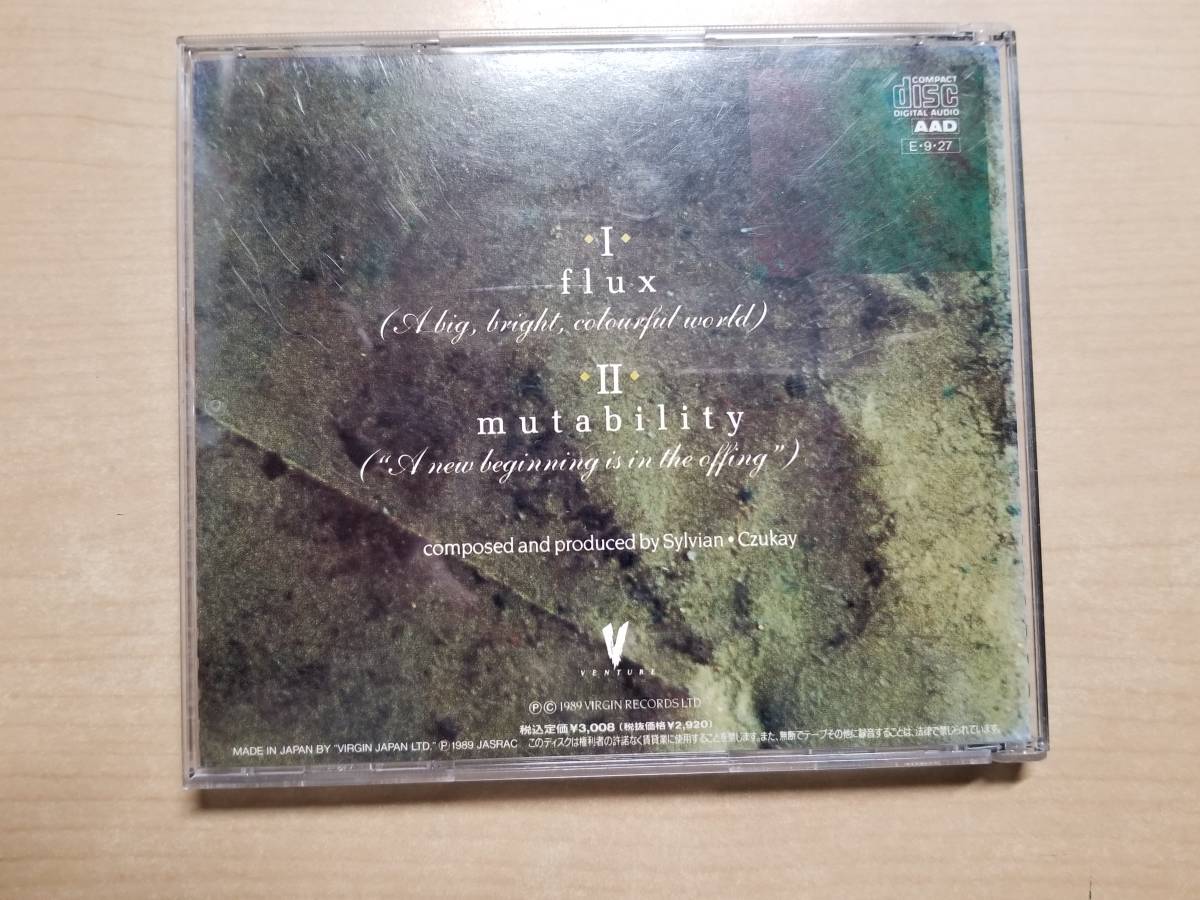 COMPACT
disc
DIGITAL AUDIO
AAD
E・9・27
I
flux
(A big, bright, colourful world)
II
mutability
("A new beginning is in the offing")
composed and produced by Sylvian・Czukay
V
VENTURE
ⓅⒸ 1989 VIRGIN RECORDS LTD
税込定価¥3,008 (税抜価格¥2,920)
MADE IN JAPAN BY "VIRGIN JAPAN LTD." Ⓟ 1989 JASRAC このディスクは権利者の許諾なく賃貸業に使用することを禁じます。また、無断でテープその他に録音することは、法律で禁じられています。